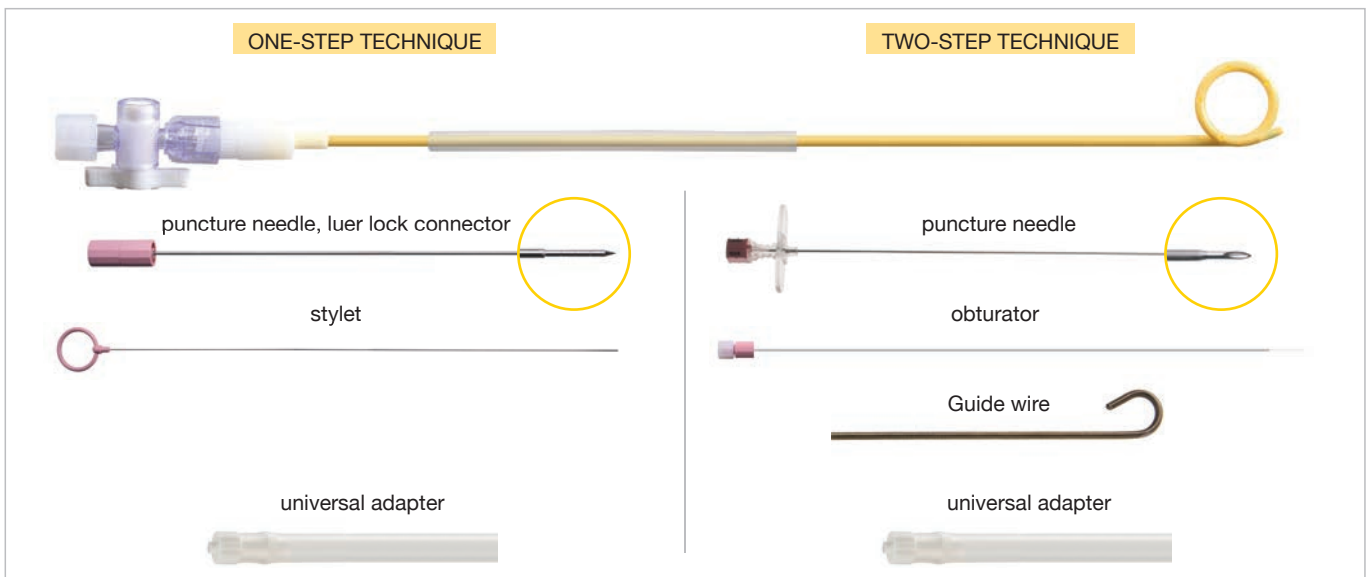 ONE-STEP TECHNIQUE
TWO-STEP TECHNIQUE
puncture needle, luer lock connector
stylet
universal adapter
puncture needle
obturator
Guide wire
universal adapter